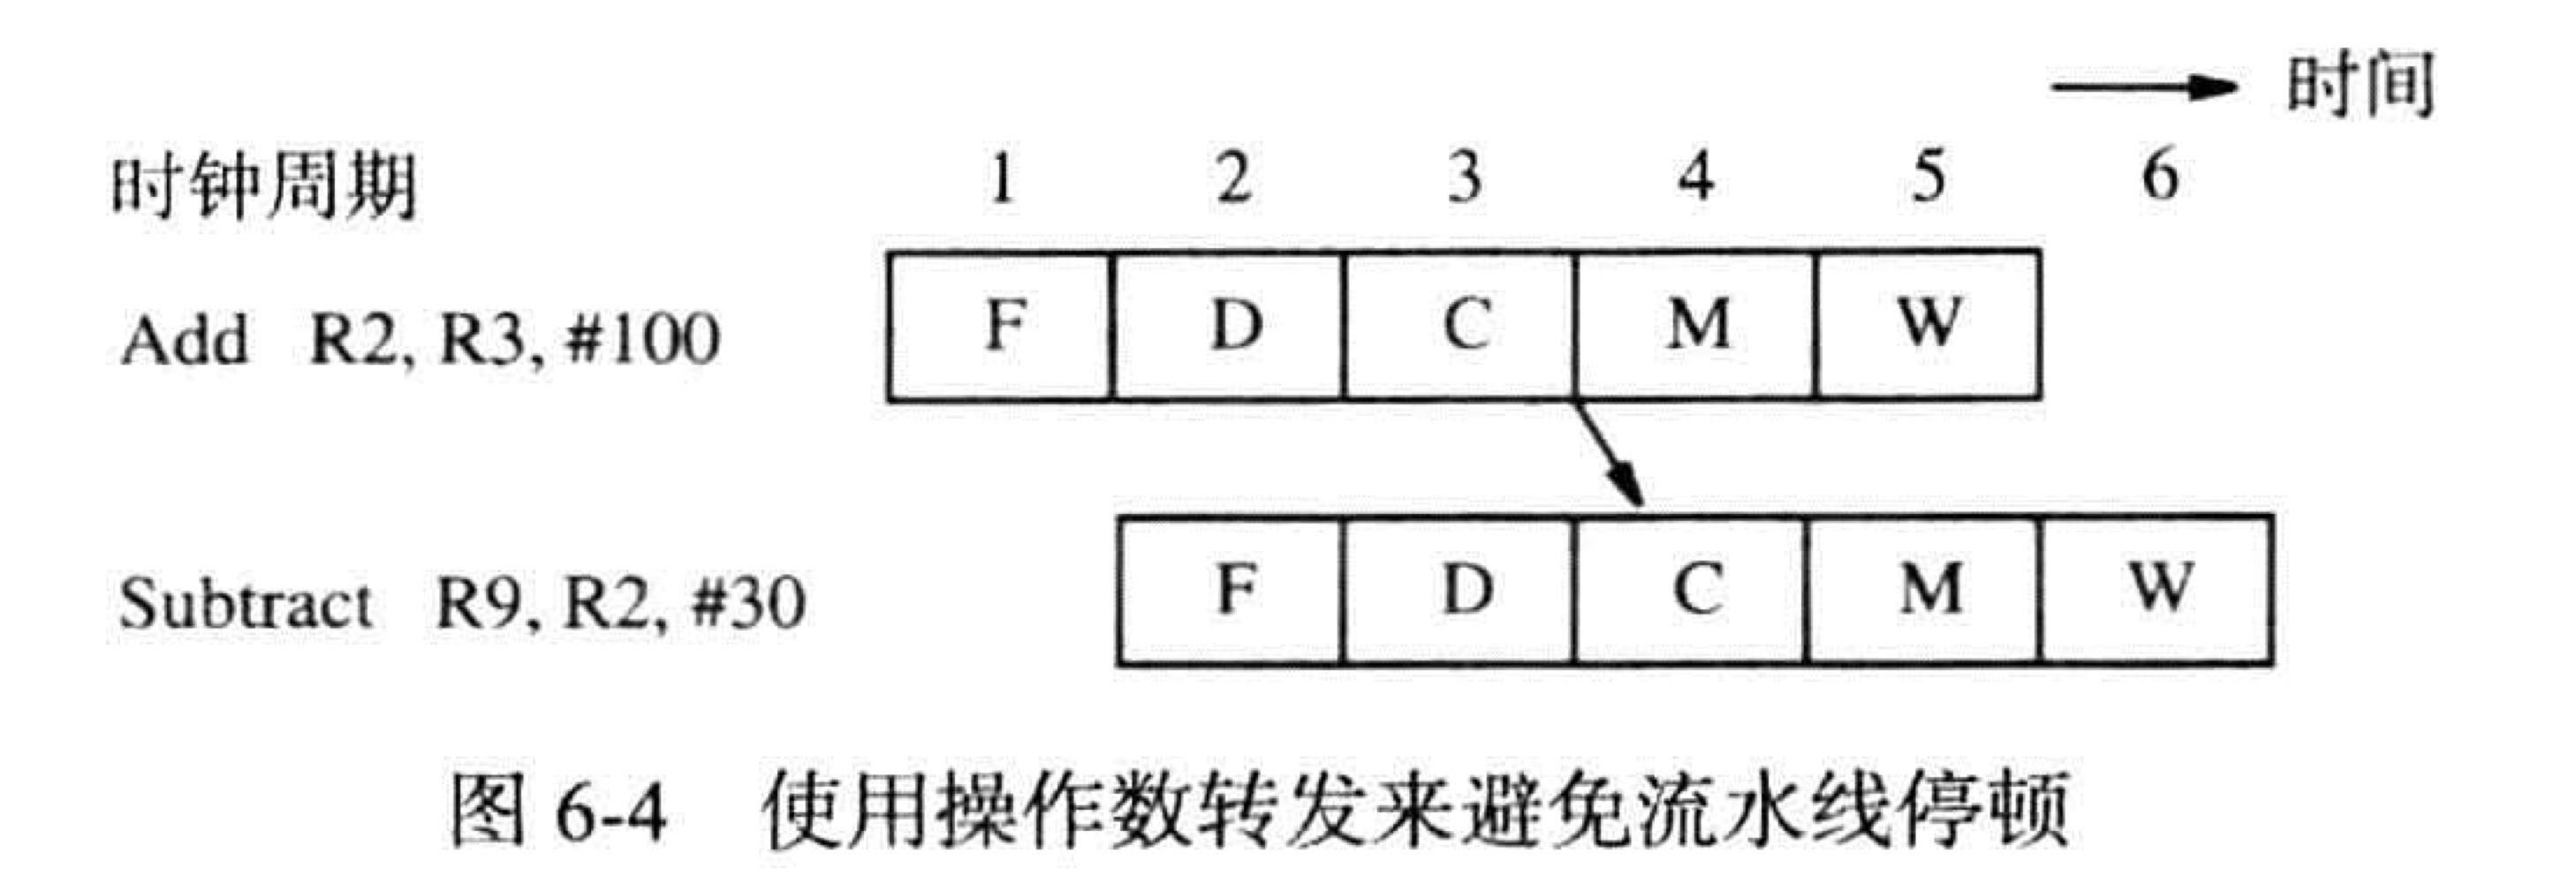 时间
时钟周期 1 2 3 4 5 6
Add R2, R3, #100 F D C M W
Subtract R9, R2, #30 F D C M W
图 6-4 使用操作数转发来避免流水线停顿